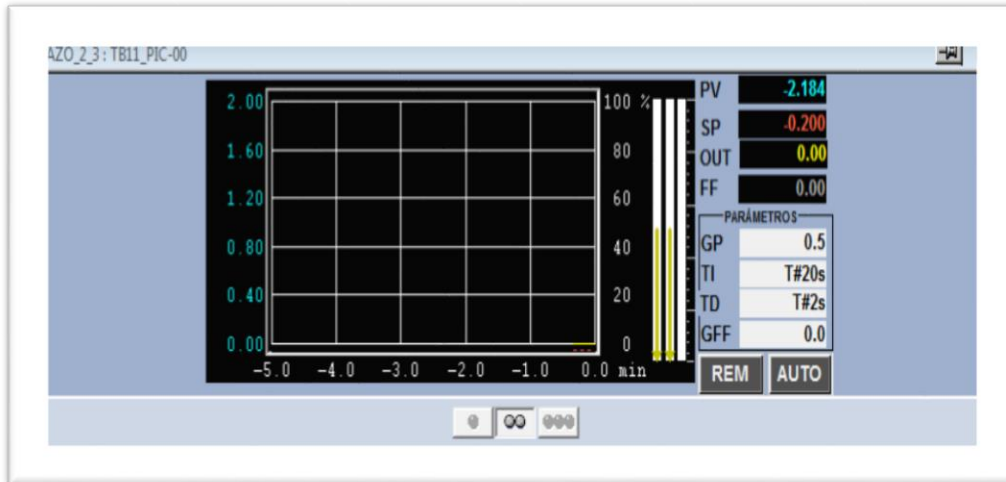 AZO_2_3 : TB11_PIC-00
2.00
1.60
1.20
0.80
0.40
0.00
-5.0 -4.0 -3.0 -2.0 -1.0 0.0 min
100 %
80
60
40
20
0
PV -2.184
SP -0.200
OUT 0.00
FF 0.00
PARÂMETROS
GP 0.5
TI T#20s
TD T#2s
GFF 0.0
REM AUTO